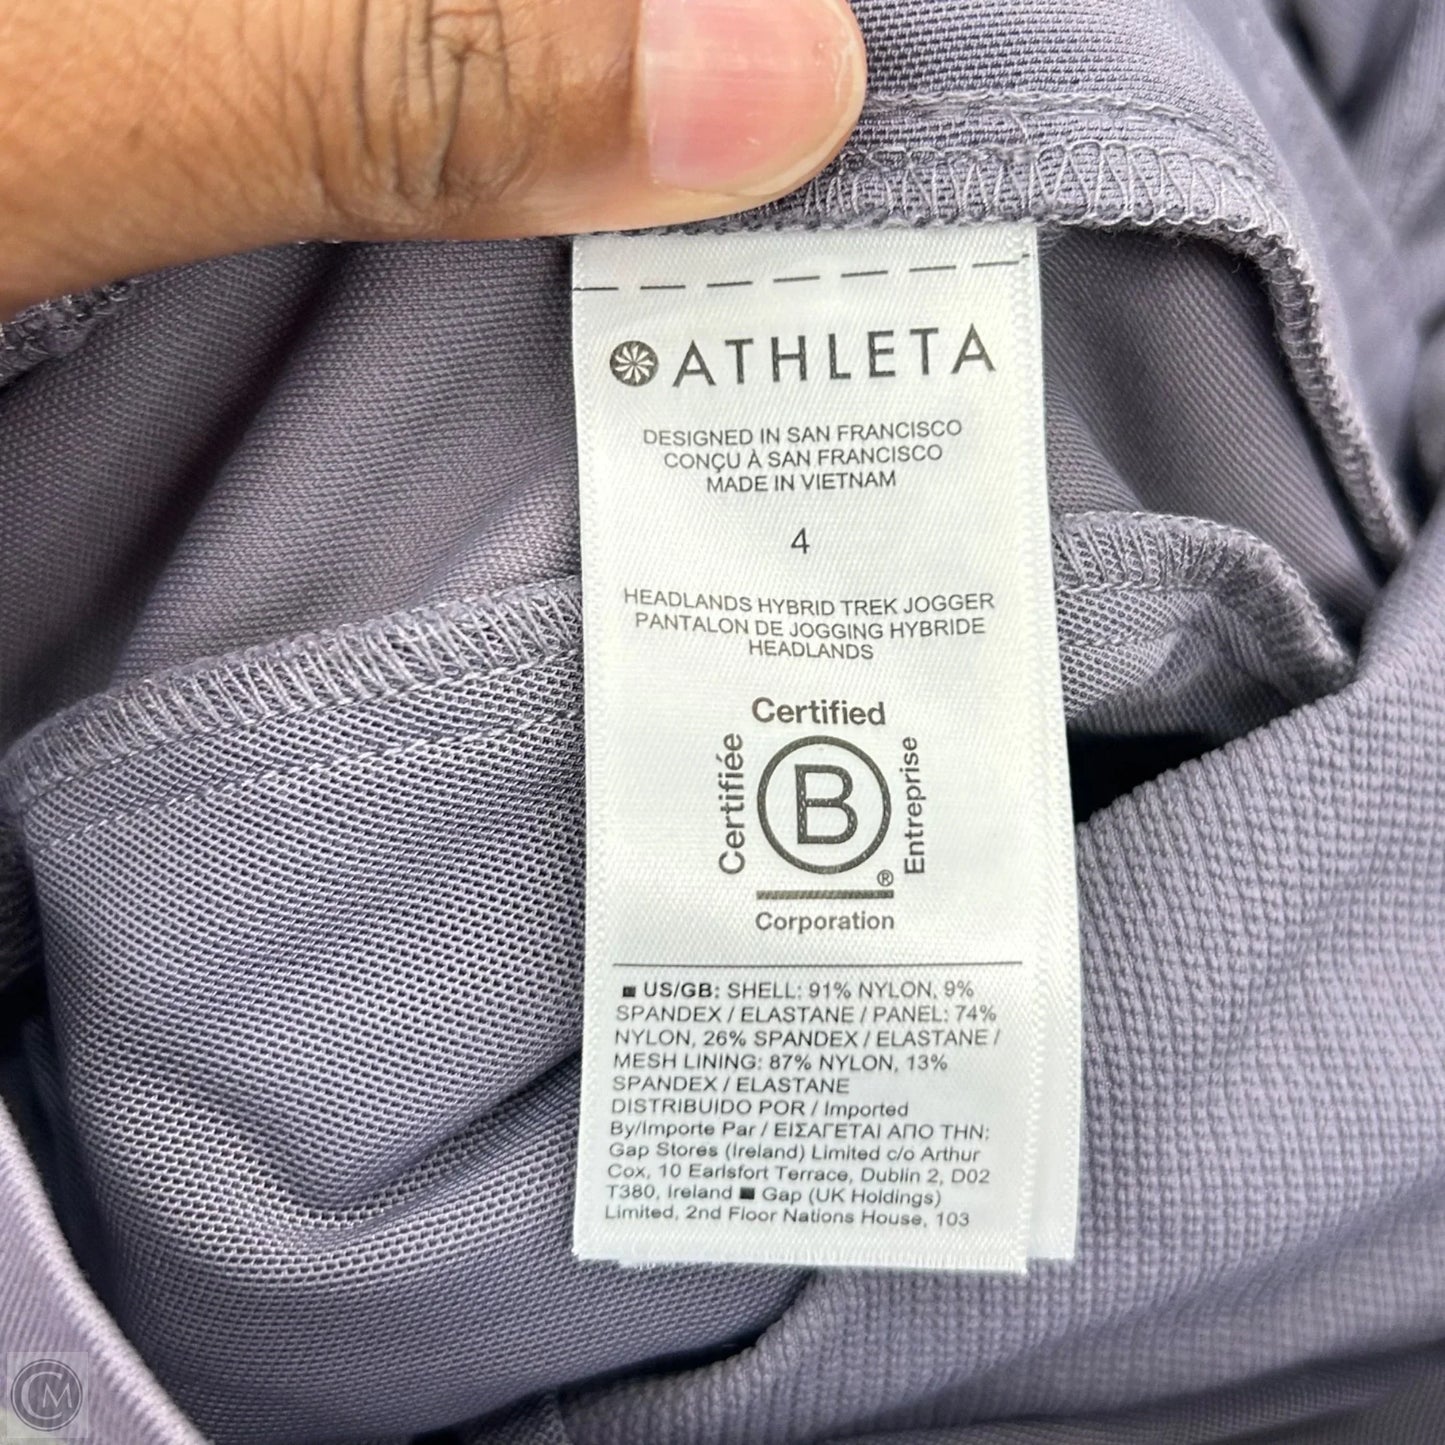 ATHLETA
DESIGNED IN SAN FRANCISCO
CONÇU À SAN FRANCISCO
MADE IN VIETNAM
4
HEADLANDS HYBRID TREK JOGGER
PANTALON DE JOGGING HYBRIDE
HEADLANDS
Certified
Certifiée
B
Entreprise
®
Corporation
US/GB: SHELL: 91% NYLON, 9%
SPANDEX / ELASTANE / PANEL: 74%
NYLON, 26% SPANDEX / ELASTANE /
MESH LINING: 87% NYLON, 13%
SPANDEX / ELASTANE
DISTRIBUIDO POR / Imported
By/Importe Par / ΕΙΣΑΓΕΤΑΙ ΑΠΟ ΤΗΝ:
Gap Stores (Ireland) Limited c/o Arthur
Cox, 10 Earlsfort Terrace, Dublin 2, D02
T380, Ireland ■ Gap (UK Holdings)
Limited, 2nd Floor Nations House, 103
CM